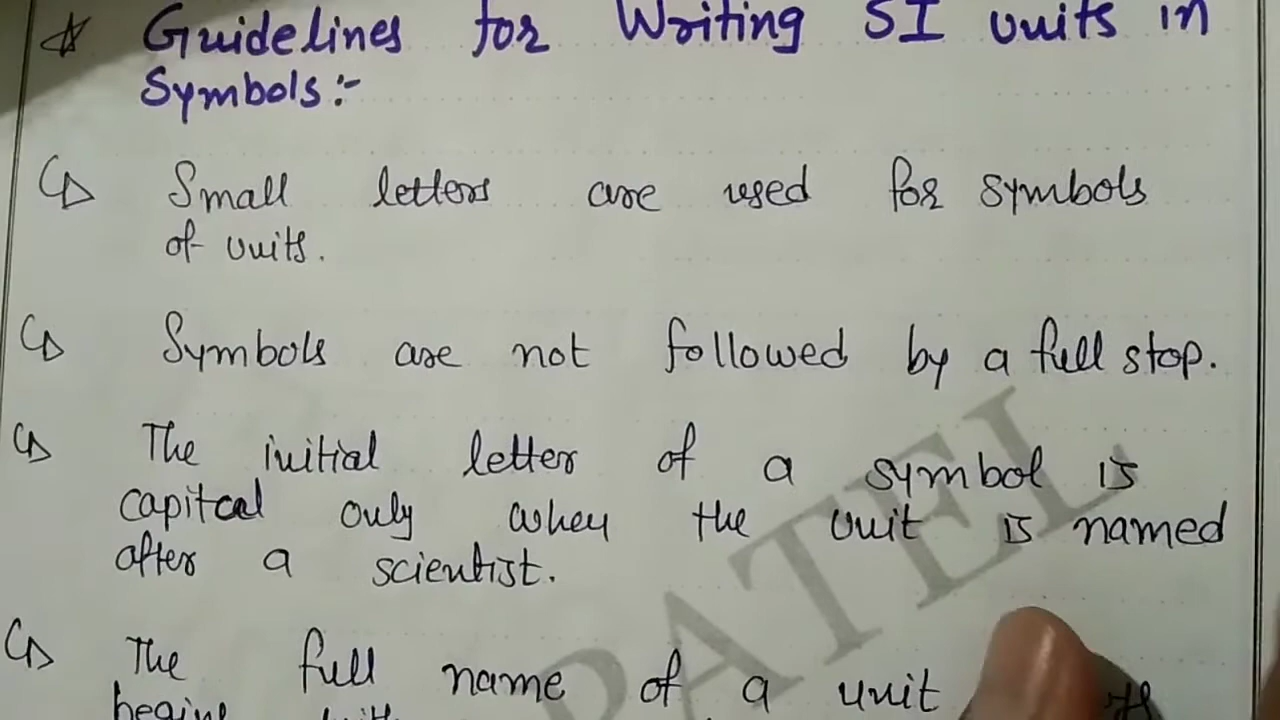 Guidelines for Writing SI units in
Symbols:-
Small letters are used for symbols
of units.
Symbols are not followed by a full stop.
The initial letter of a symbol is
capital only when the unit is named
after a scientist.
The full name of a unit
PATEL